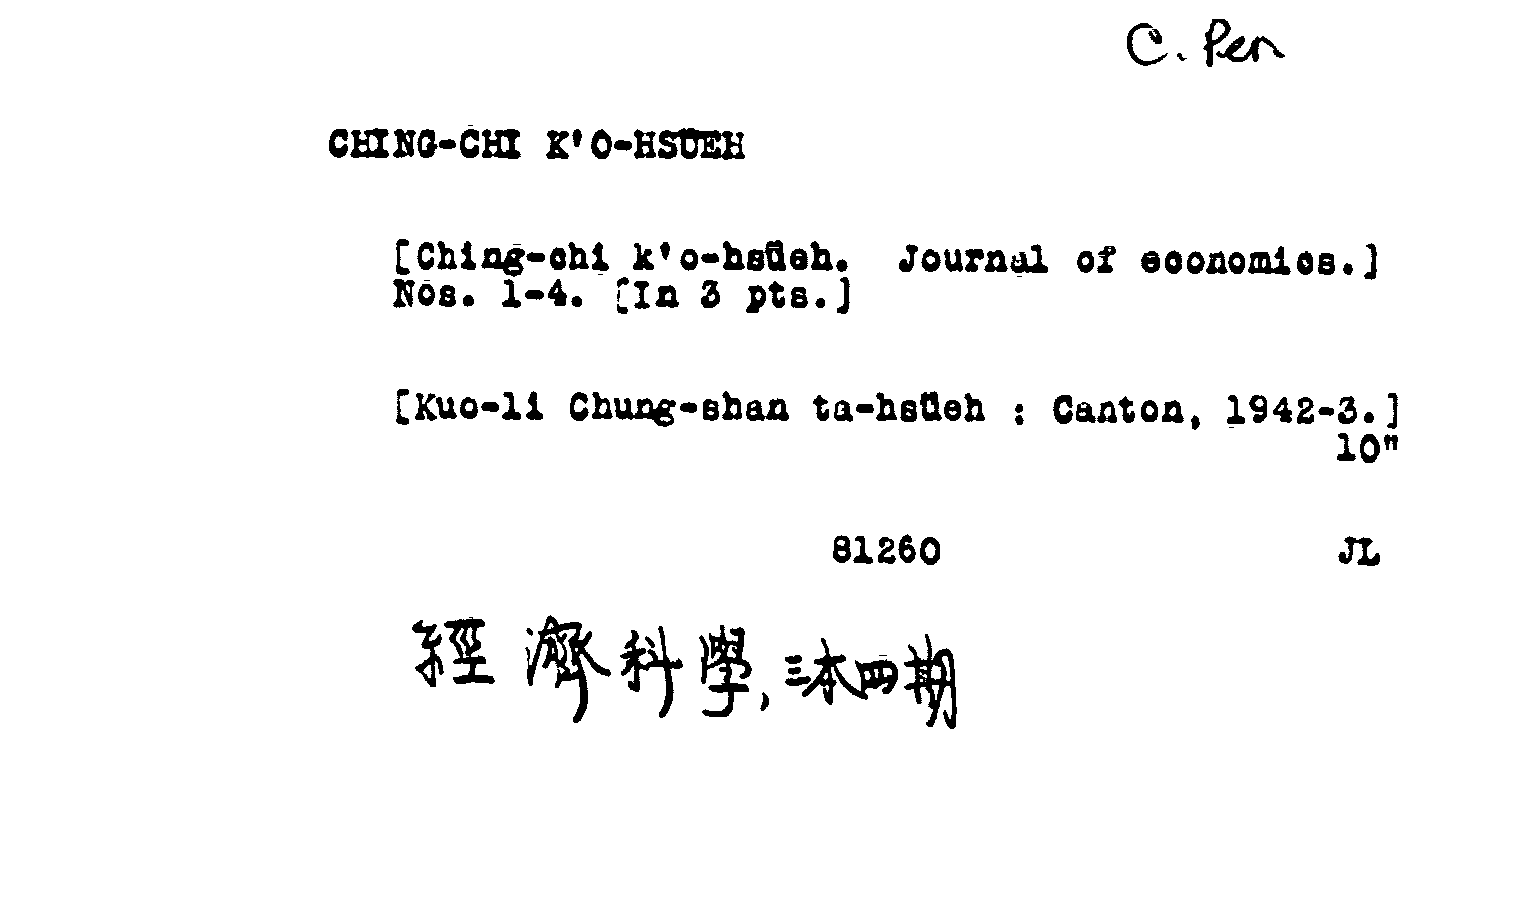 C. Per
CHING-CHI K'O-HSÜEH
[Ching-chi k'o-hsüeh. Journal of economics.]
Nos. 1-4. [In 3 pts.]
[Kuo-li Chung-shan ta-hsüeh : Canton, 1942-3.]
10"
81260 JL
經濟科學, 三本四期